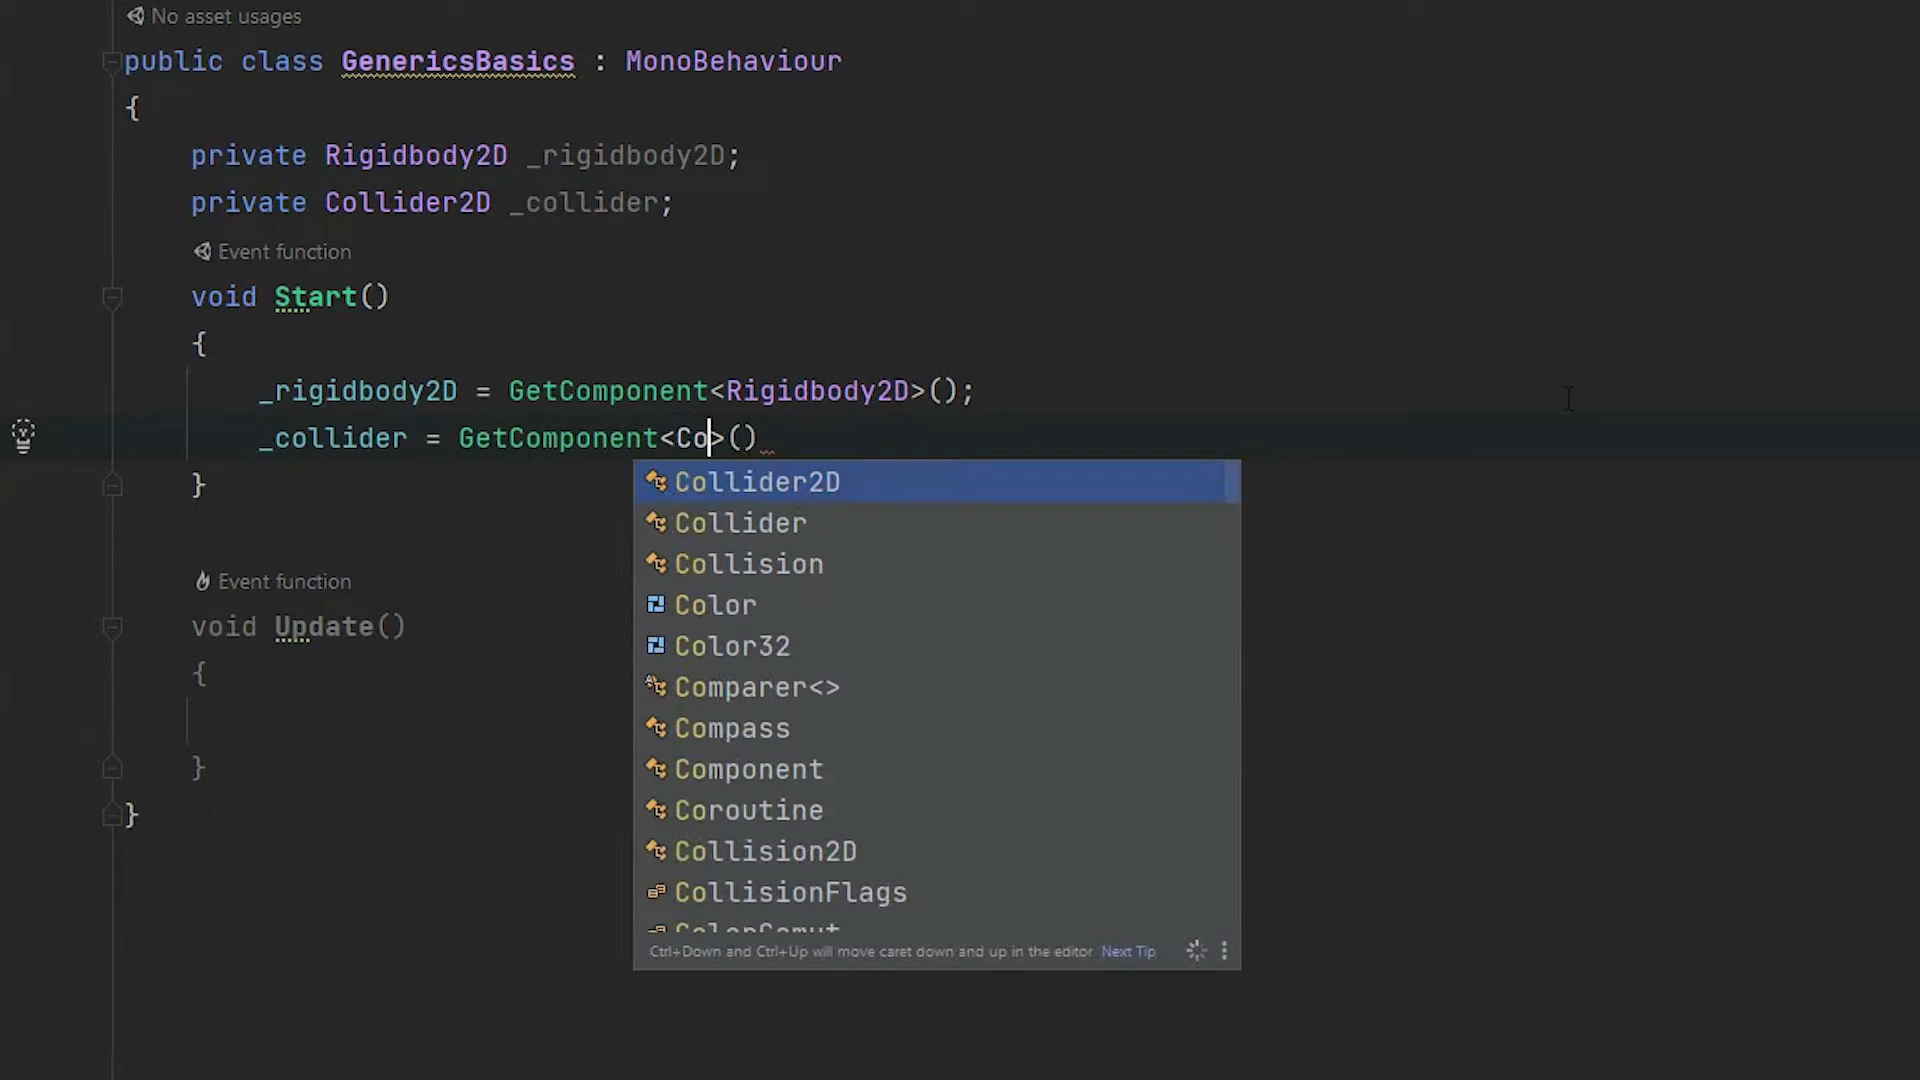 No asset usages
public class GenericsBasics : MonoBehaviour
{
private Rigidbody2D _rigidbody2D;
private Collider2D _collider;
Event function
void Start()
{
_rigidbody2D = GetComponent<Rigidbody2D>();
_collider = GetComponent<Co>()
}
Collider2D
Collider
Collision
Color
Color32
Comparer<>
Compass
Component
Coroutine
Collision2D
CollisionFlags
ColorGamut
Ctrl+Down and Ctrl+Up will move caret down and up in the editor Next Tip
Event function
void Update()
{
}
}